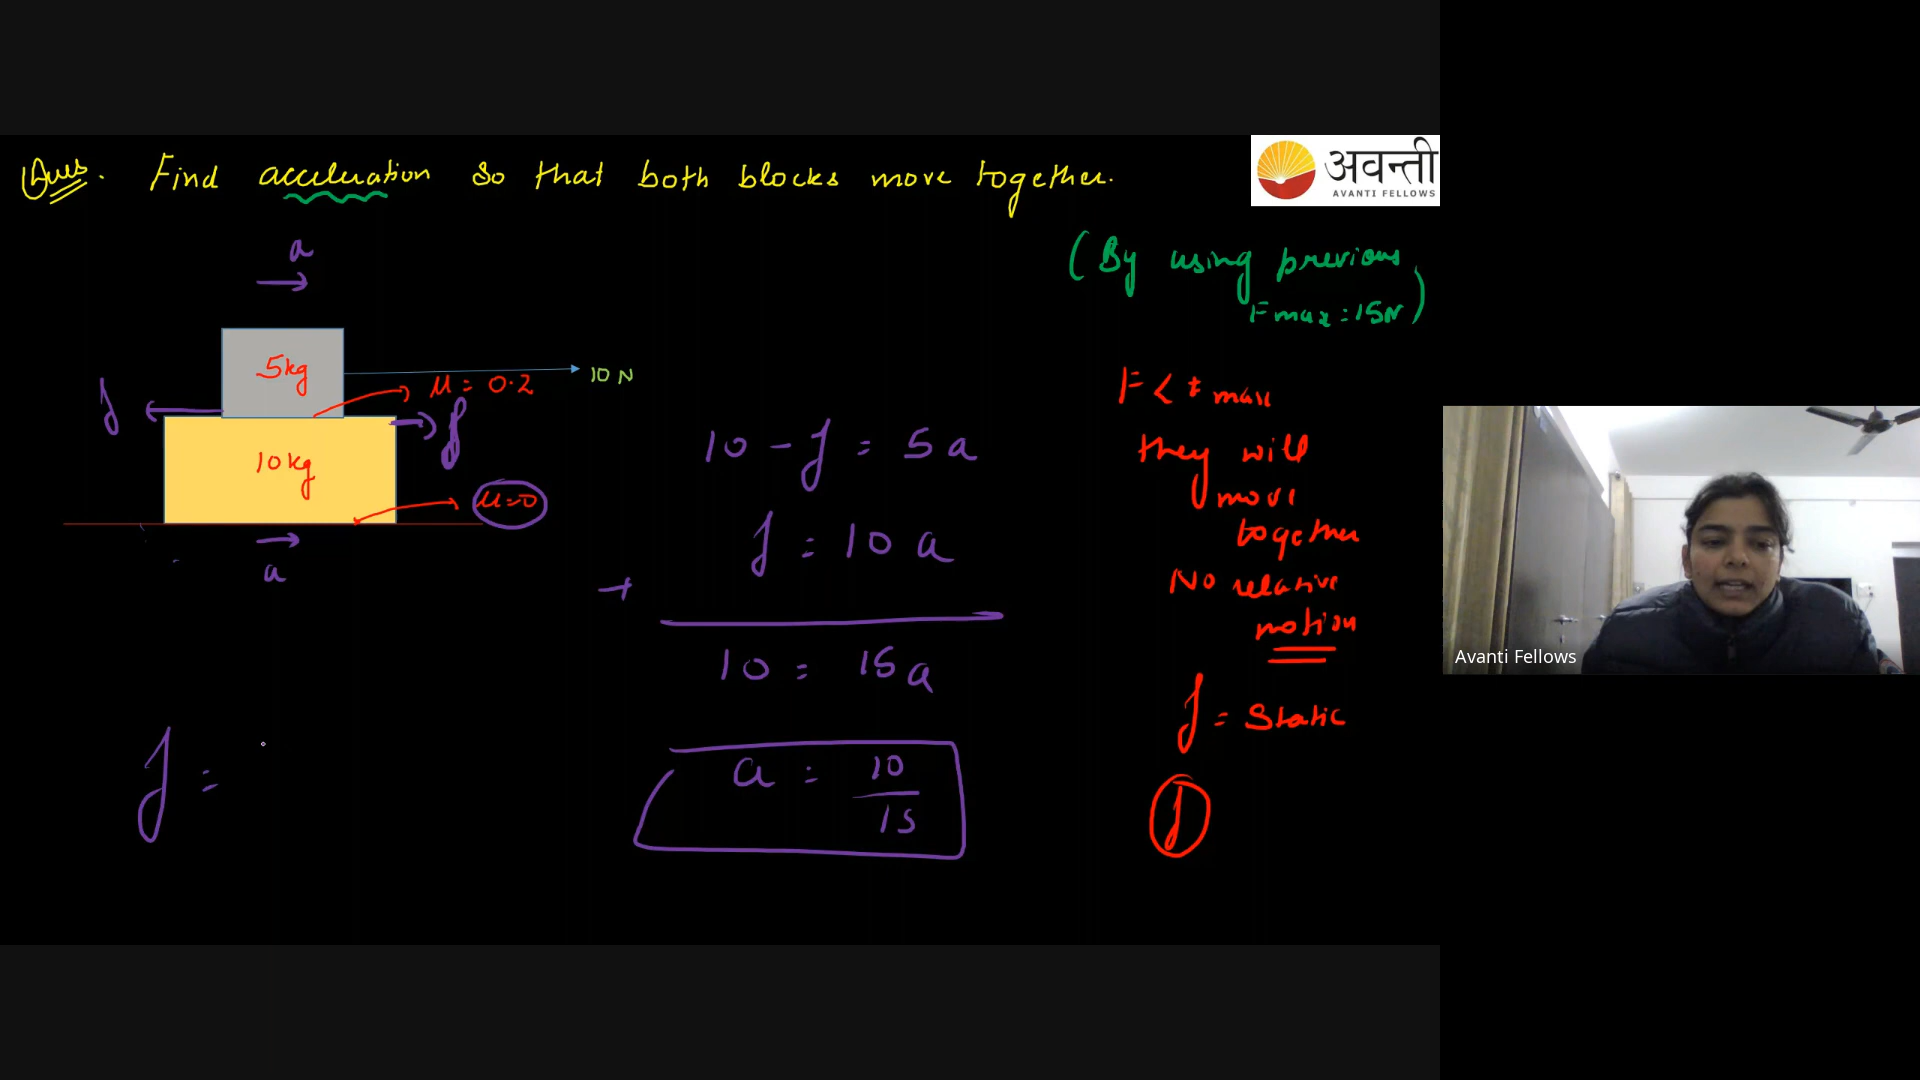 Ques. Find acceleration so that both blocks move together.
अवन्ती
AVANTI FELLOWS
(By using previous
Fmax = 15N)
a
5kg
10 N
μ = 0.2
f
f
10kg
μ=0
a
10 - f = 5a
f = 10 a
+
10 = 15a
a = 10/15
f =
F < Fmax
they will
move
together
No relative
motion
f = Static
f
Avanti Fellows